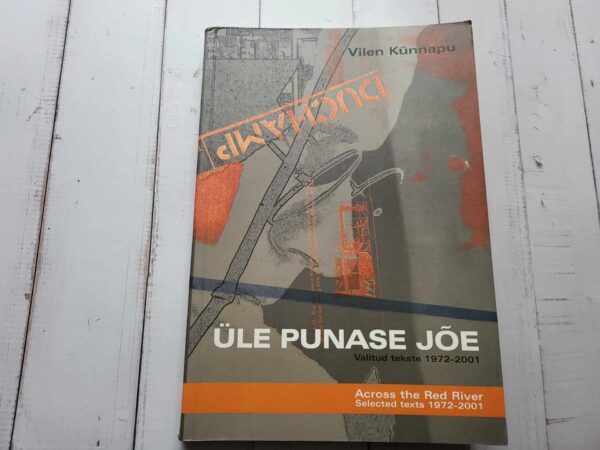 Vilen Künnapu
DUCHAMP
ÜLE PUNASE JÕE
Valitud tekste 1972–2001
Across the Red River
Selected texts 1972–2001